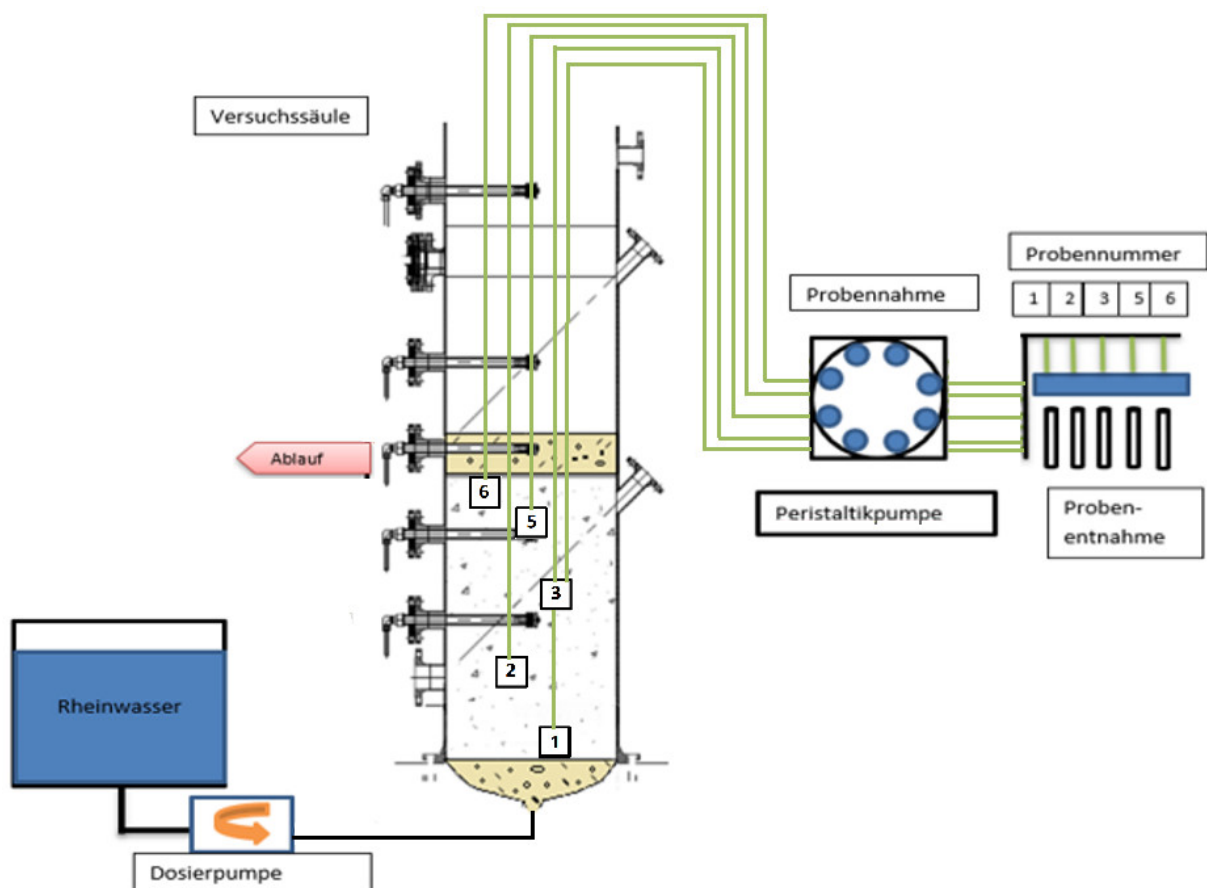 Versuchssäule
Probennummer
Probennahme
1 2 3 5 6
Ablauf
6
5
Peristaltikpumpe
Proben-
entnahme
3
2
Rheinwasser
1
Dosierpumpe